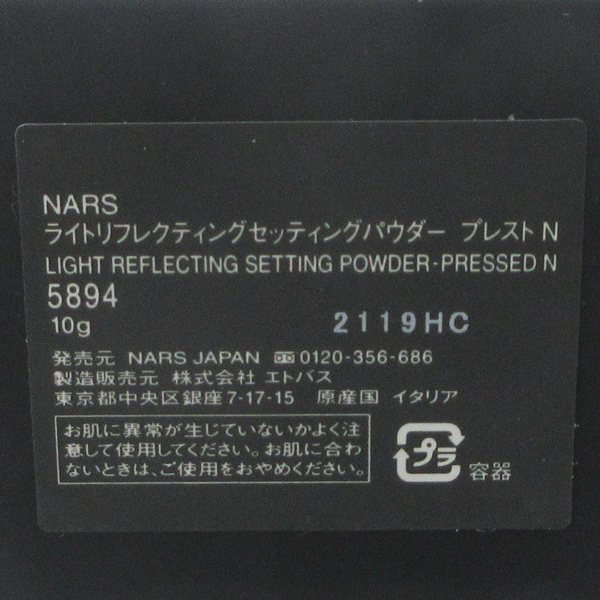 NARS
ライトリフレクティングセッティングパウダー プレスト N
LIGHT REFLECTING SETTING POWDER-PRESSED N
5894
10g 2119HC
発売元 NARS JAPAN 0120-356-686
製造販売元 株式会社 エトバス
東京都中央区銀座7-17-15 原産国 イタリア
お肌に異常が生じていないかよく注
意して使用してください。お肌に合わ
ないときは、ご使用をおやめください。
プラ
容器